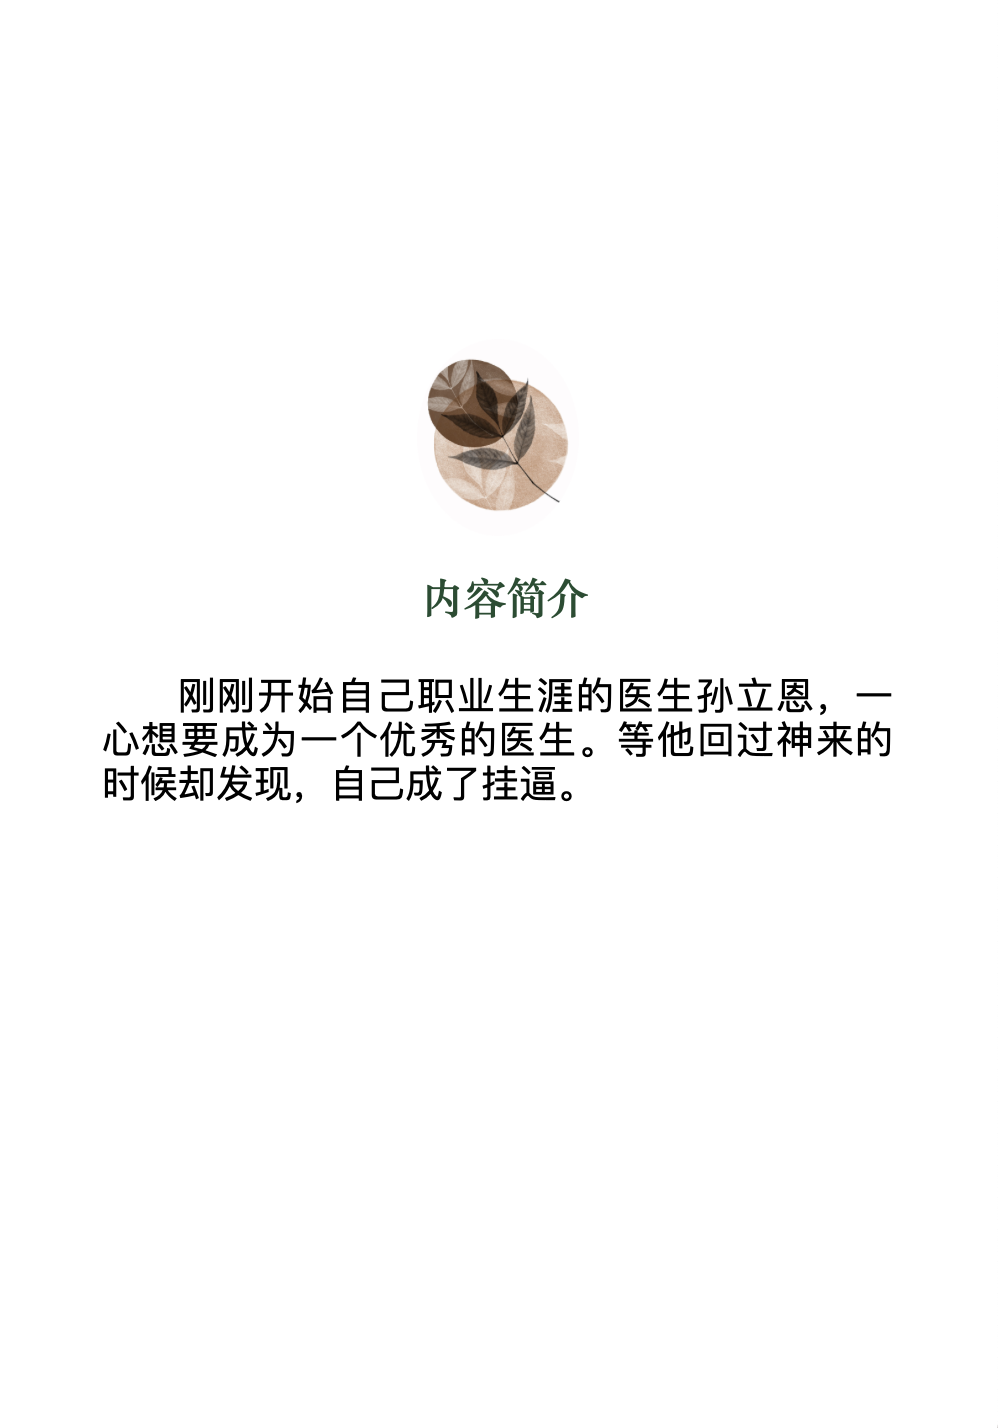 内容简介
刚刚开始自己职业生涯的医生孙立恩，一
心想要成为一个优秀的医生。等他回过神来的
时候却发现，自己成了挂逼。